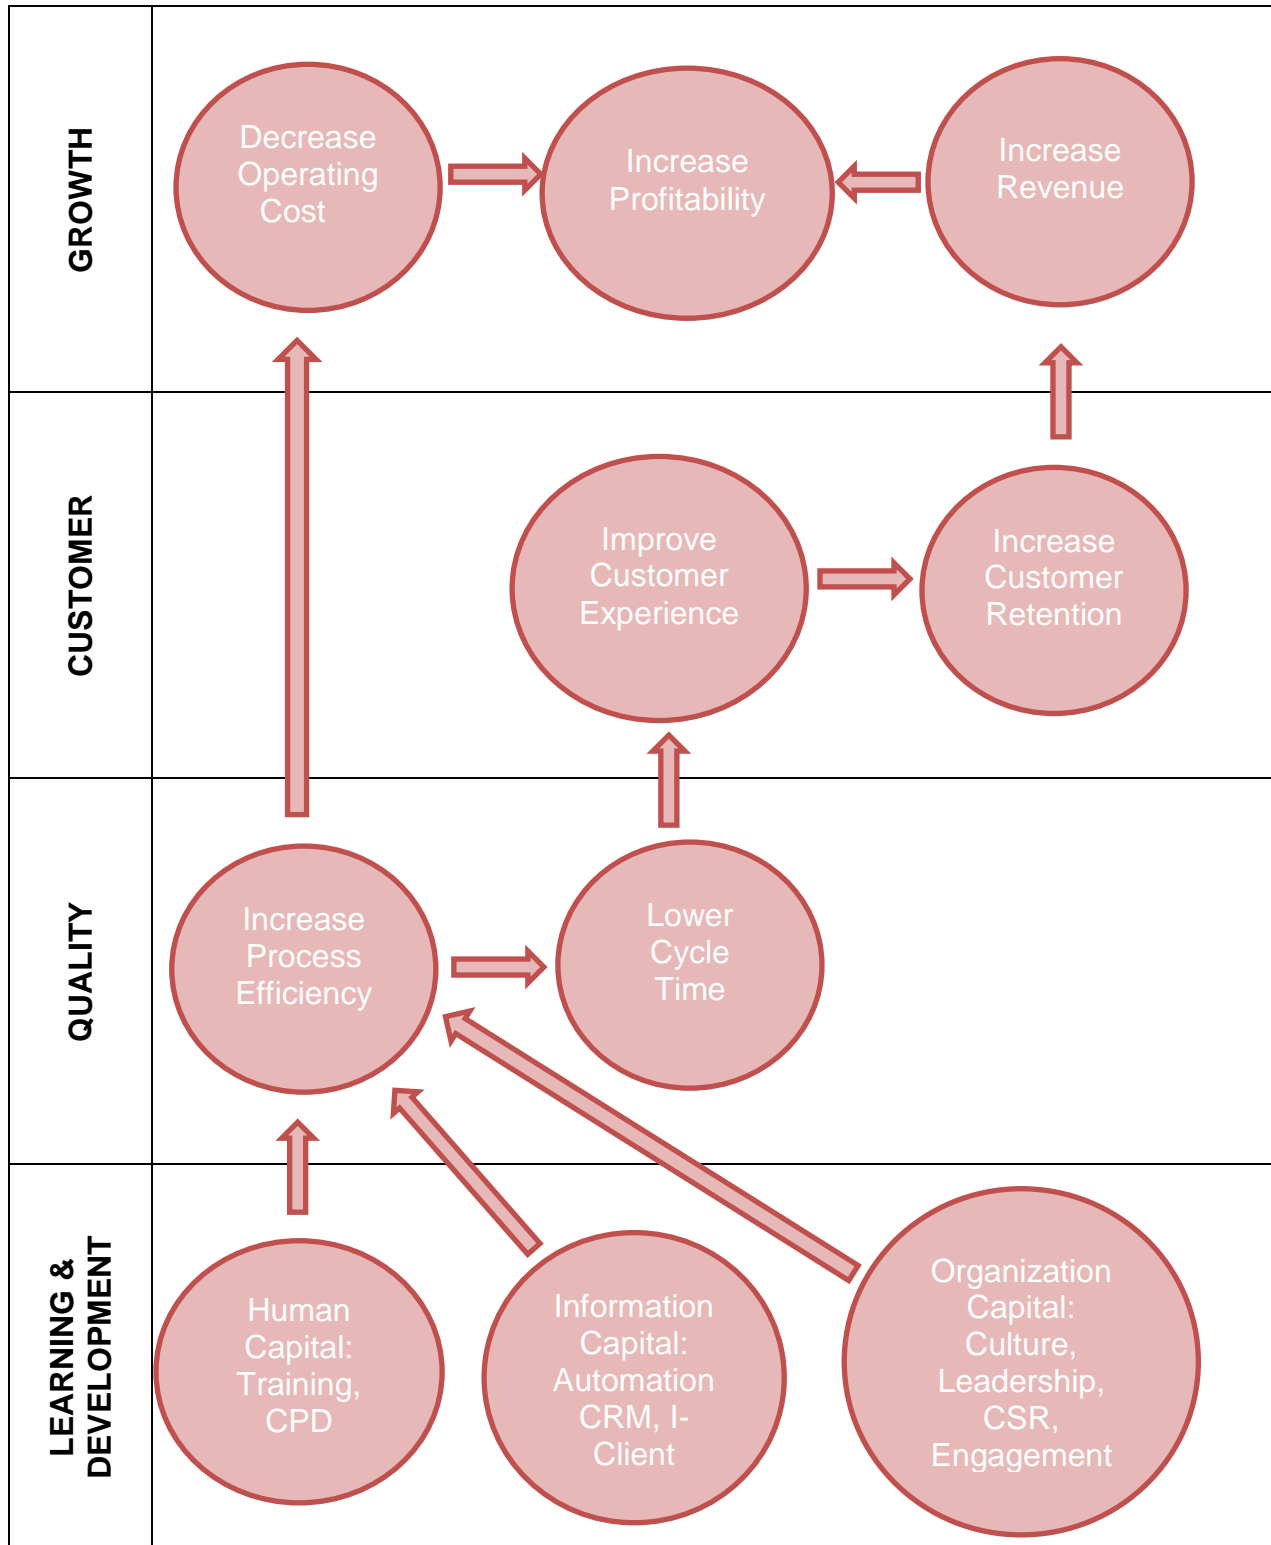 GROWTH
Decrease
Operating
Cost
Increase
Profitability
Increase
Revenue
CUSTOMER
Improve
Customer
Experience
Increase
Customer
Retention
QUALITY
Increase
Process
Efficiency
Lower
Cycle
Time
LEARNING &
DEVELOPMENT
Human
Capital:
Training,
CPD
Information
Capital:
Automation
CRM, I-
Client
Organization
Capital:
Culture,
Leadership,
CSR,
Engagement